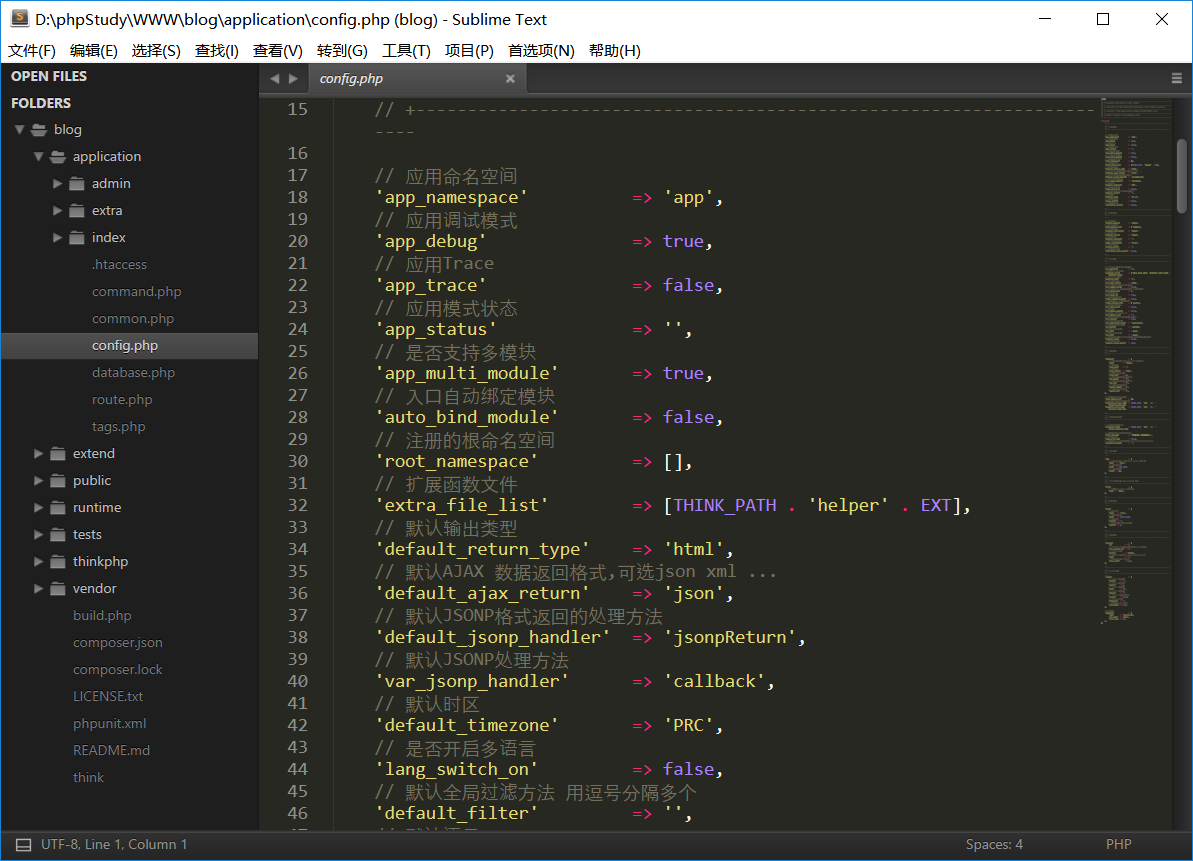 D:\phpStudy\WWW\blog\application\config.php (blog) - Sublime Text
文件(F) 编辑(E) 选择(S) 查找(I) 查看(V) 转到(G) 工具(T) 项目(P) 首选项(N) 帮助(H)
OPEN FILES
FOLDERS
blog
application
admin
extra
index
.htaccess
command.php
common.php
config.php
database.php
route.php
tags.php
extend
public
runtime
tests
thinkphp
vendor
build.php
composer.json
composer.lock
LICENSE.txt
phpunit.xml
README.md
think
config.php
15 // +----------------------------------------------------------------------
16
17 // 应用命名空间
18 'app_namespace' => 'app',
19 // 应用调试模式
20 'app_debug' => true,
21 // 应用Trace
22 'app_trace' => false,
23 // 应用模式状态
24 'app_status' => '',
25 // 是否支持多模块
26 'app_multi_module' => true,
27 // 入口自动绑定模块
28 'auto_bind_module' => false,
29 // 注册的根命名空间
30 'root_namespace' => [],
31 // 扩展函数文件
32 'extra_file_list' => [THINK_PATH . 'helper' . EXT],
33 // 默认输出类型
34 'default_return_type' => 'html',
35 // 默认AJAX 数据返回格式,可选json xml ...
36 'default_ajax_return' => 'json',
37 // 默认JSONP格式返回的处理方法
38 'default_jsonp_handler' => 'jsonpReturn',
39 // 默认JSONP处理方法
40 'var_jsonp_handler' => 'callback',
41 // 默认时区
42 'default_timezone' => 'PRC',
43 // 是否开启多语言
44 'lang_switch_on' => false,
45 // 默认全局过滤方法 用逗号分隔多个
46 'default_filter' => '',
UTF-8, Line 1, Column 1
Spaces: 4
PHP